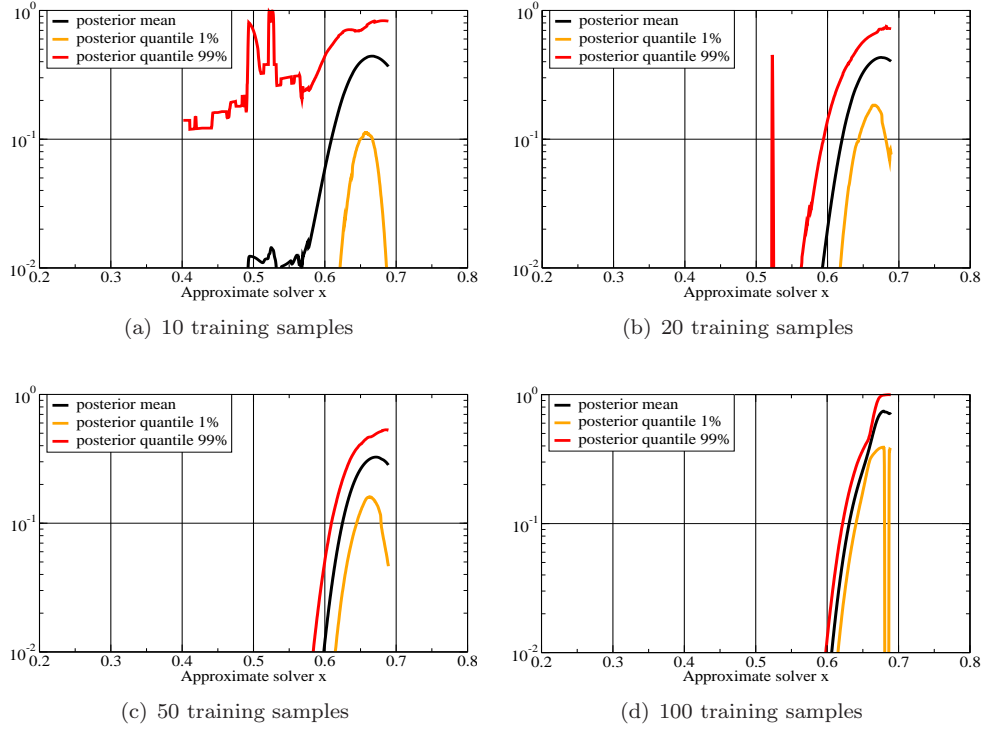 10^0
posterior mean
posterior quantile 1%
posterior quantile 99%
10^-1
10^-2
0.2 0.3 0.4 0.5 0.6 0.7 0.8
Approximate solver x
(a) 10 training samples
10^0
posterior mean
posterior quantile 1%
posterior quantile 99%
10^-1
10^-2
0.2 0.3 0.4 0.5 0.6 0.7 0.8
Approximate solver x
(b) 20 training samples
10^0
posterior mean
posterior quantile 1%
posterior quantile 99%
10^-1
10^-2
0.2 0.3 0.4 0.5 0.6 0.7 0.8
Approximate solver x
(c) 50 training samples
10^0
posterior mean
posterior quantile 1%
posterior quantile 99%
10^-1
10^-2
0.2 0.3 0.4 0.5 0.6 0.7 0.8
Approximate solver x
(d) 100 training samples